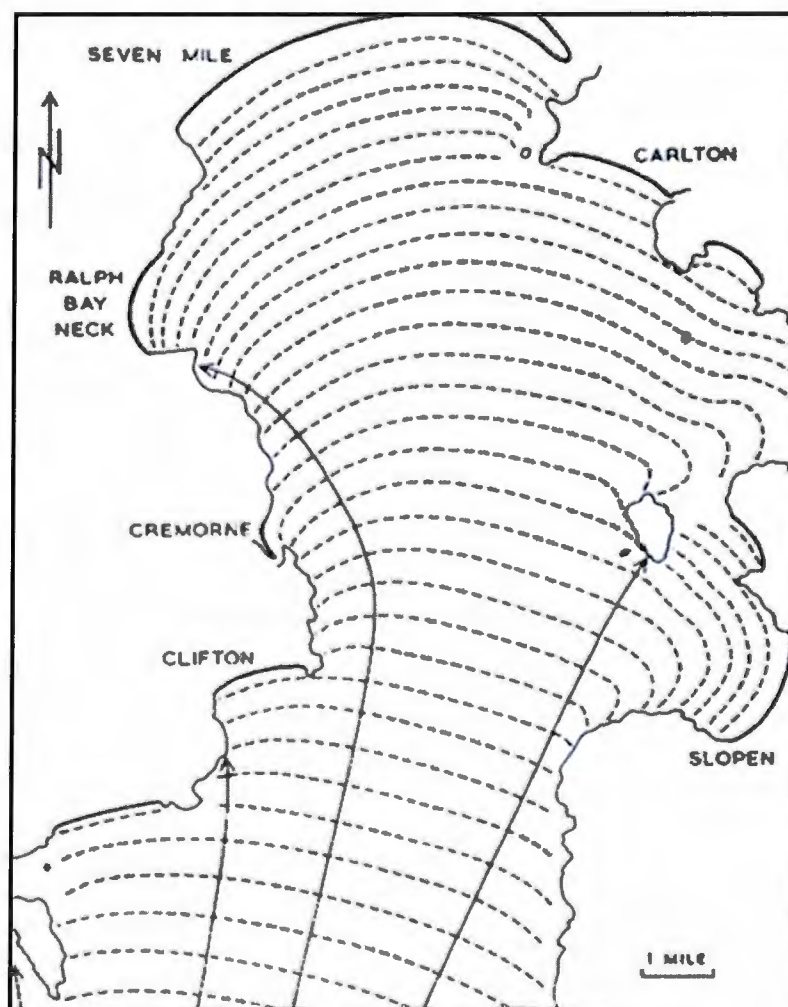 SEVEN MILE
N
CARLTON
RALPH
BAY
NECK
CREMORNE
CLIFTON
SLOPEN
1 MILE